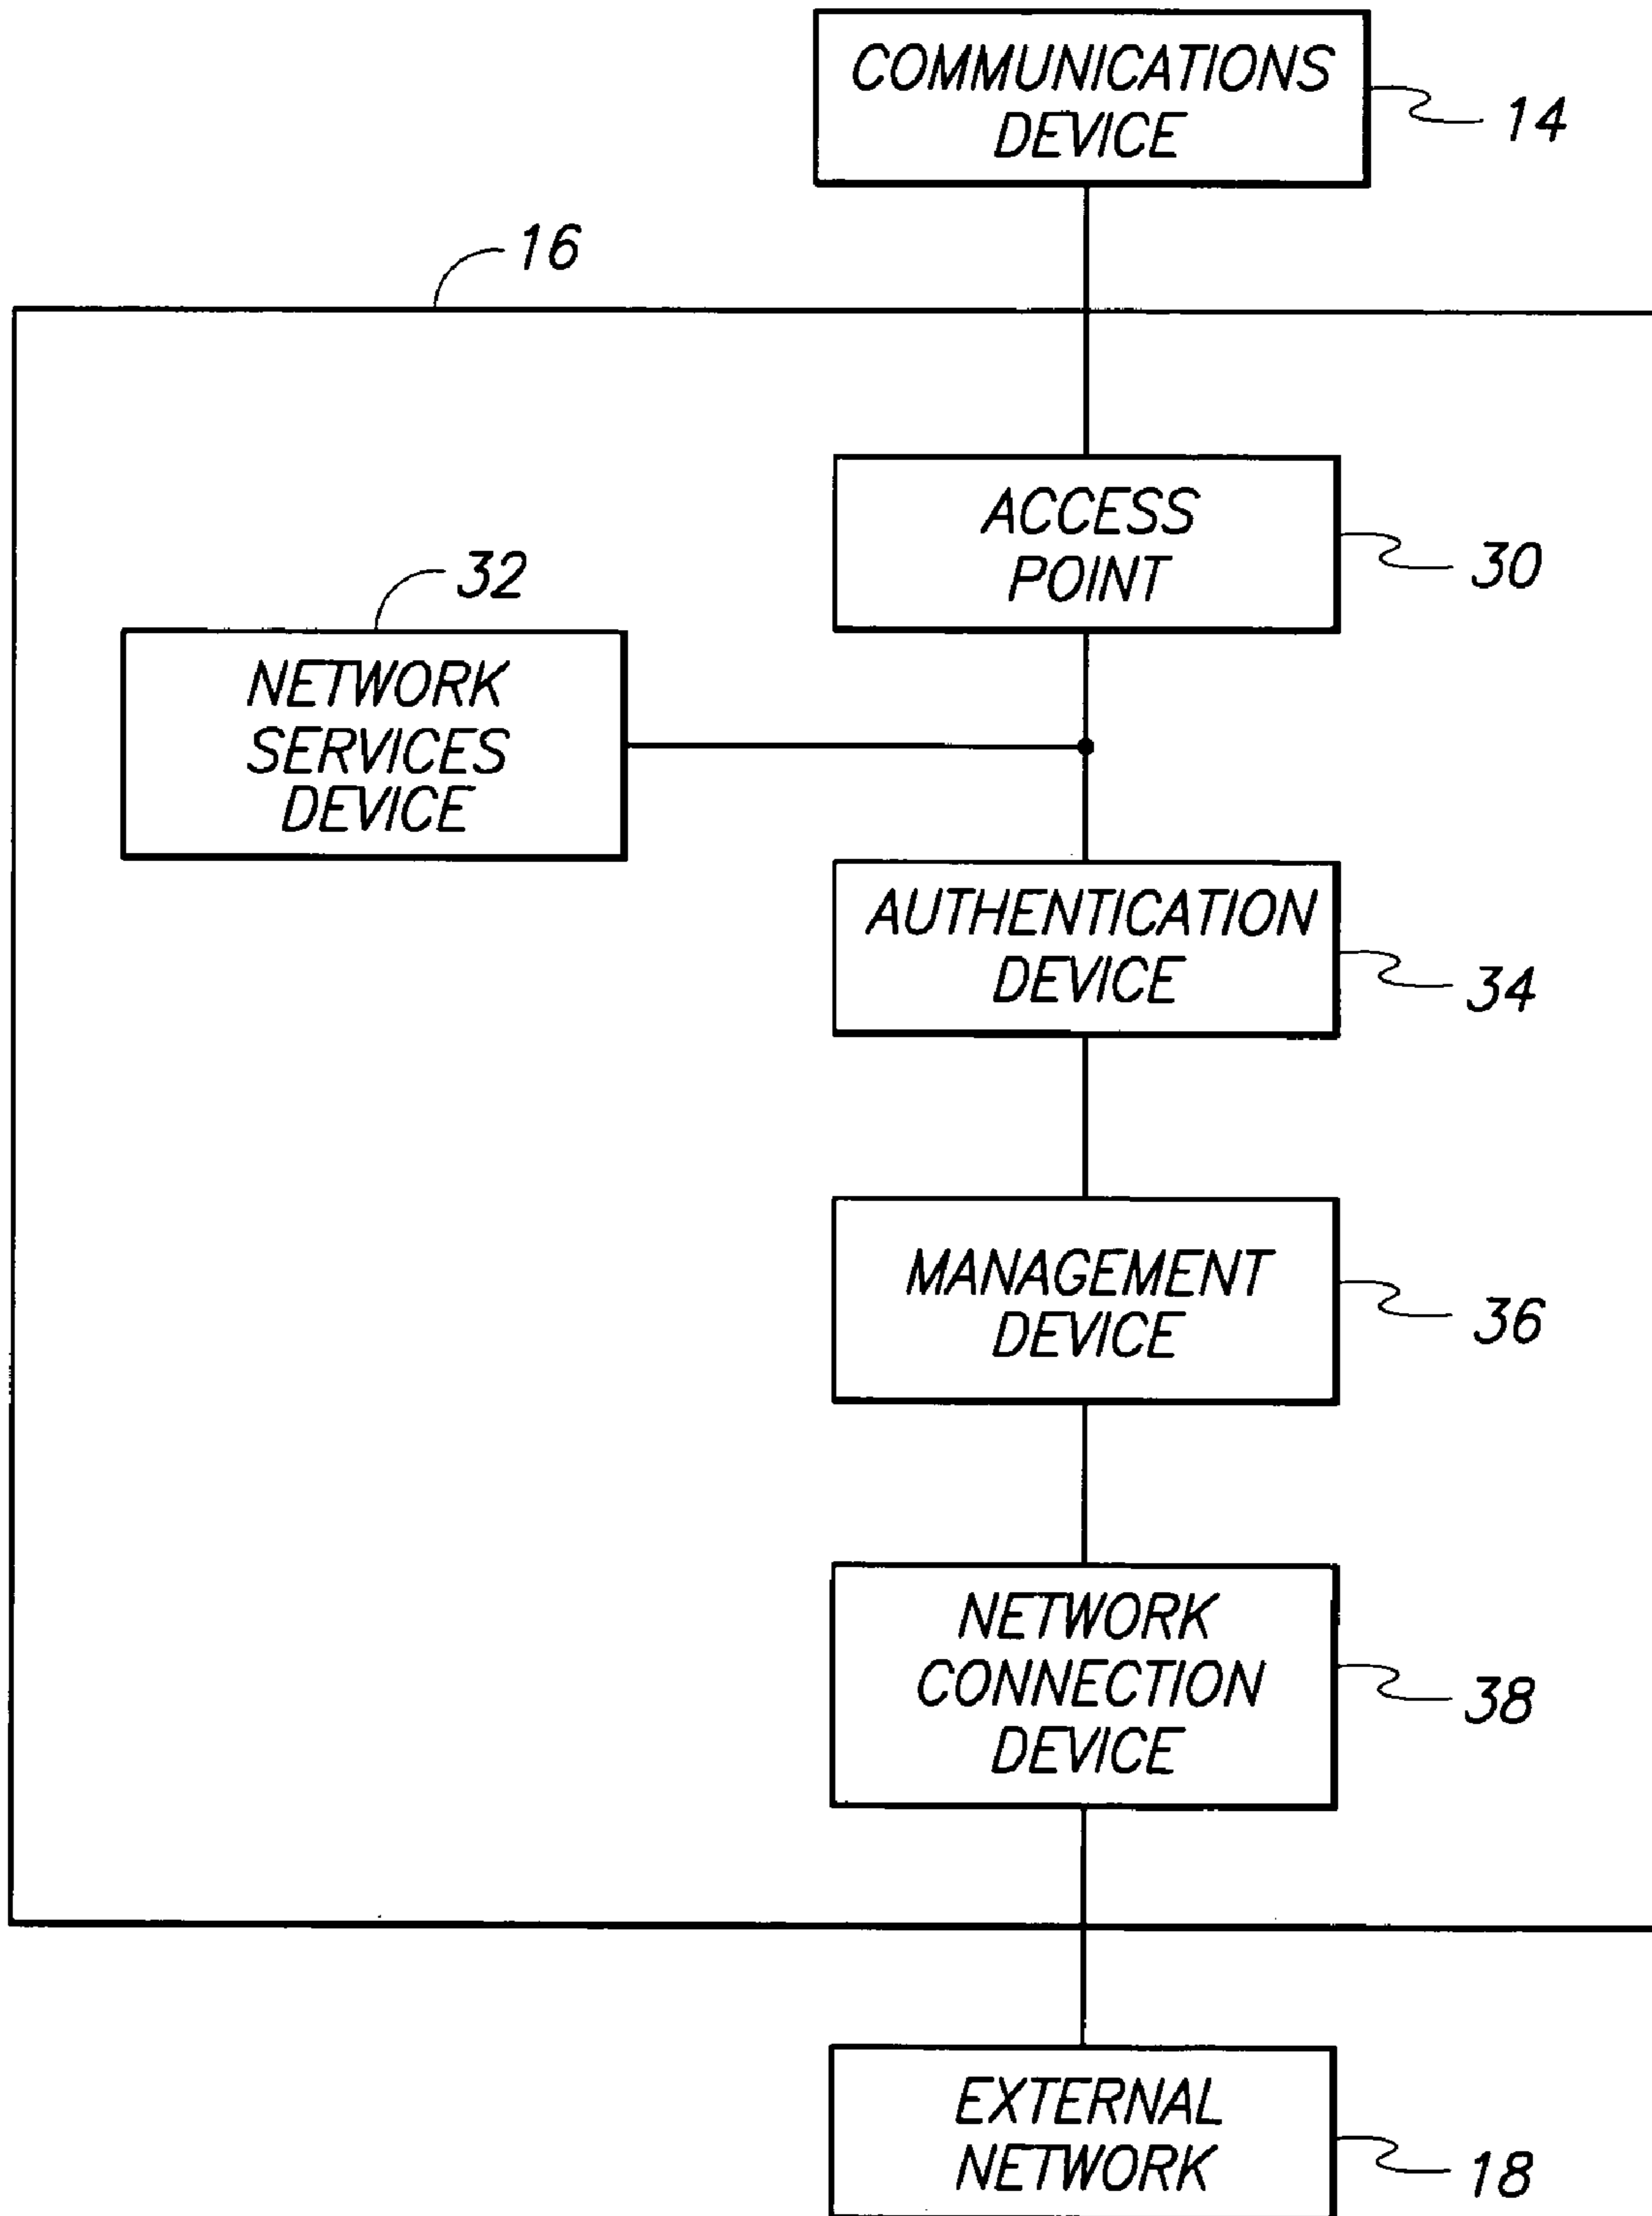 COMMUNICATIONS
DEVICE
14
16
ACCESS
POINT
30
32
NETWORK
SERVICES
DEVICE
AUTHENTICATION
DEVICE
34
MANAGEMENT
DEVICE
36
NETWORK
CONNECTION
DEVICE
38
EXTERNAL
NETWORK
18